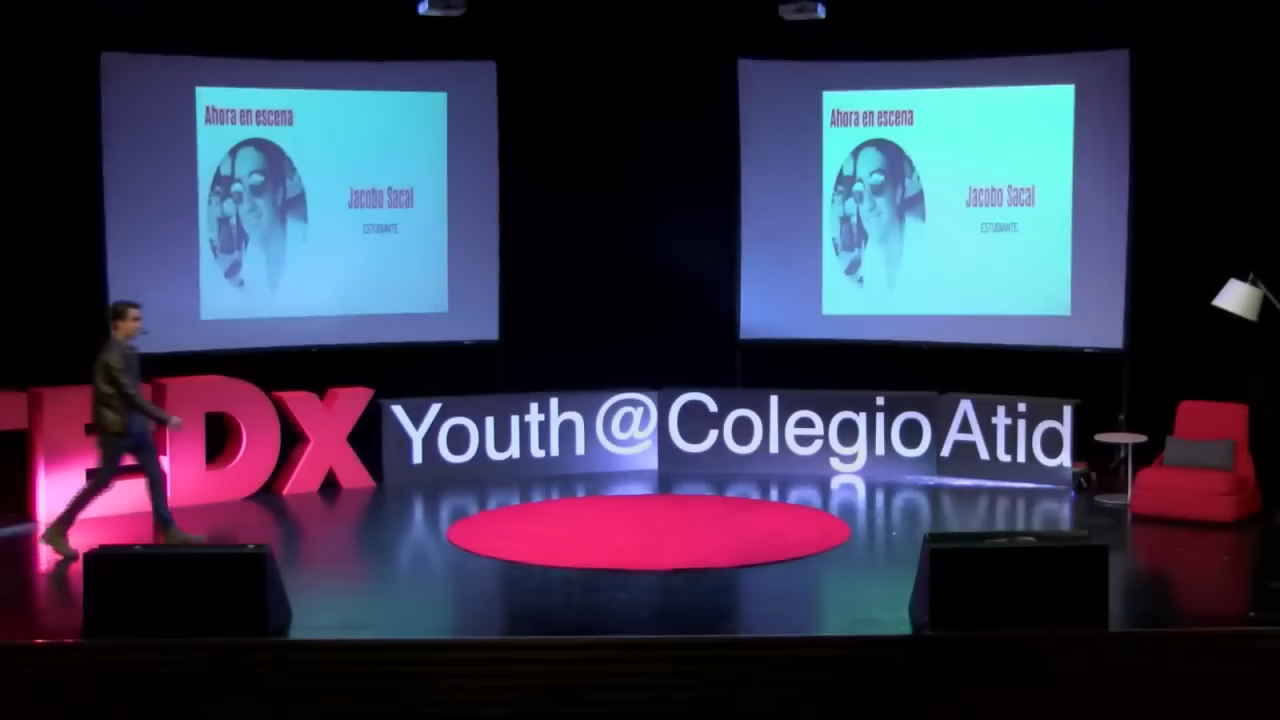 Ahora en escena
Jacobo Sacal
ESTUDIANTE
Ahora en escena
Jacobo Sacal
ESTUDIANTE
TEDx Youth@ColegioAtid